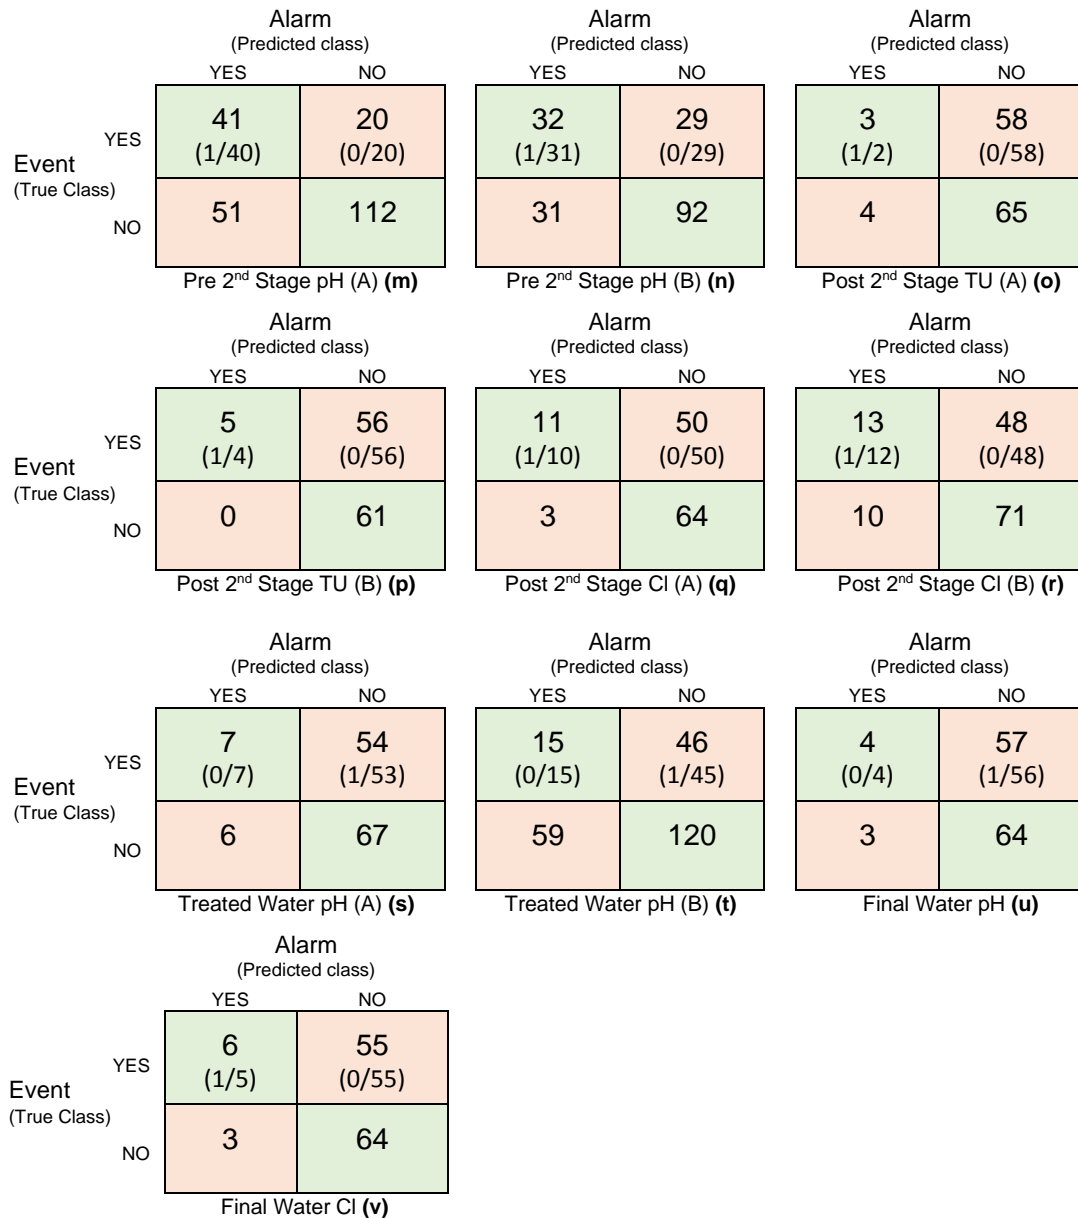 Alarm Alarm Alarm
(Predicted class) (Predicted class) (Predicted class)
YES NO YES NO YES NO
Event
(True Class)
YES
41 20 32 29 3 58
(1/40) (0/20) (1/31) (0/29) (1/2) (0/58)
NO
51 112 31 92 4 65
Pre 2nd Stage pH (A) (m) Pre 2nd Stage pH (B) (n) Post 2nd Stage TU (A) (o)
Alarm Alarm Alarm
(Predicted class) (Predicted class) (Predicted class)
YES NO YES NO YES NO
Event
(True Class)
YES
5 56 11 50 13 48
(1/4) (0/56) (1/10) (0/50) (1/12) (0/48)
NO
0 61 3 64 10 71
Post 2nd Stage TU (B) (p) Post 2nd Stage Cl (A) (q) Post 2nd Stage Cl (B) (r)
Alarm Alarm Alarm
(Predicted class) (Predicted class) (Predicted class)
YES NO YES NO YES NO
Event
(True Class)
YES
7 54 15 46 4 57
(0/7) (1/53) (0/15) (1/45) (0/4) (1/56)
NO
6 67 59 120 3 64
Treated Water pH (A) (s) Treated Water pH (B) (t) Final Water pH (u)
Alarm
(Predicted class)
YES NO
Event
(True Class)
YES
6 55
(1/5) (0/55)
NO
3 64
Final Water Cl (v)